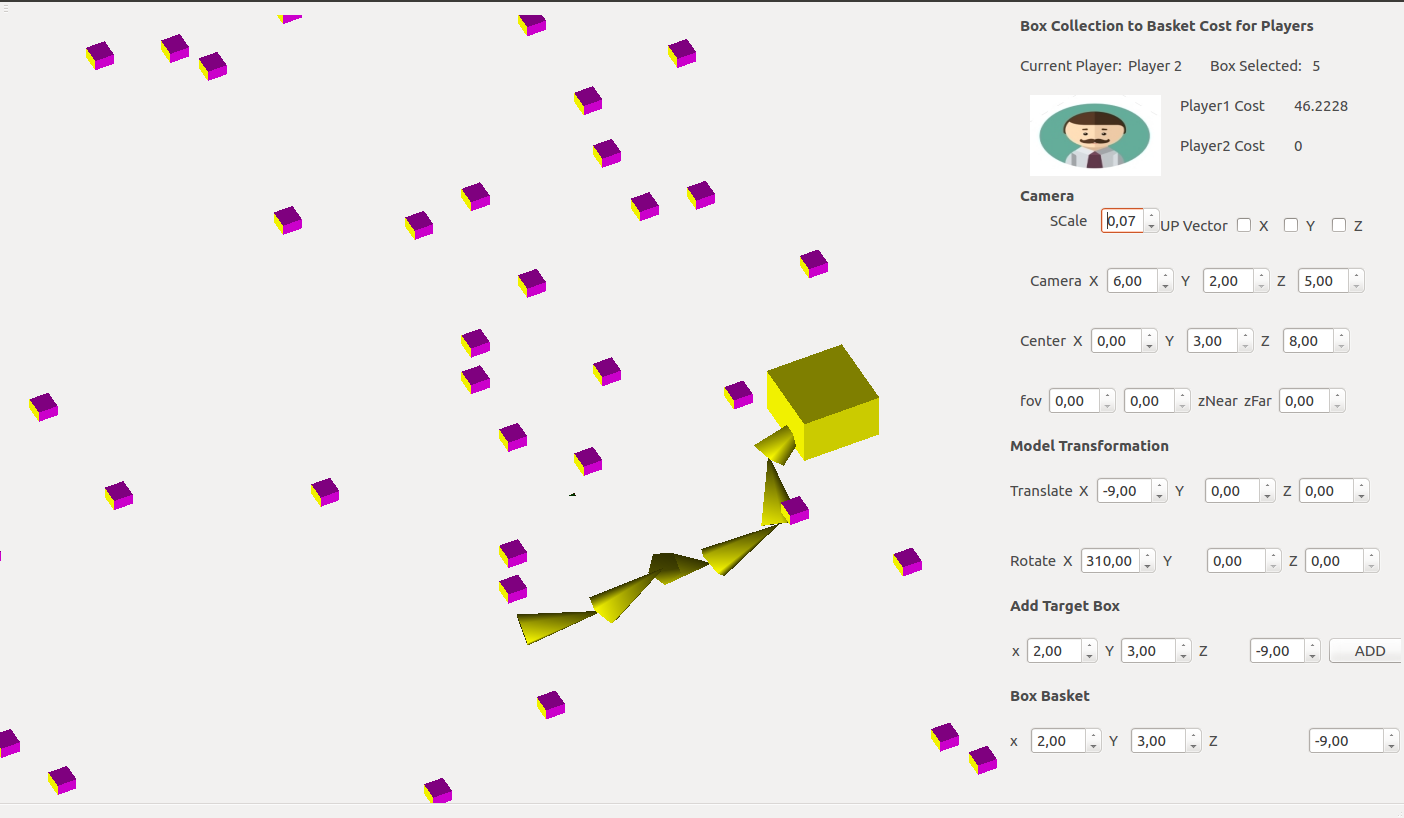 Box Collection to Basket Cost for Players
Current Player: Player 2 Box Selected: 5
Player1 Cost 46.2228
Player2 Cost 0
Camera
SCale 0,07 UP Vector X Y Z
Camera X 6,00 Y 2,00 Z 5,00
Center X 0,00 Y 3,00 Z 8,00
fov 0,00 0,00 zNear zFar 0,00
Model Transformation
Translate X -9,00 Y 0,00 Z 0,00
Rotate X 310,00 Y 0,00 Z 0,00
Add Target Box
x 2,00 Y 3,00 Z -9,00 ADD
Box Basket
x 2,00 Y 3,00 Z -9,00